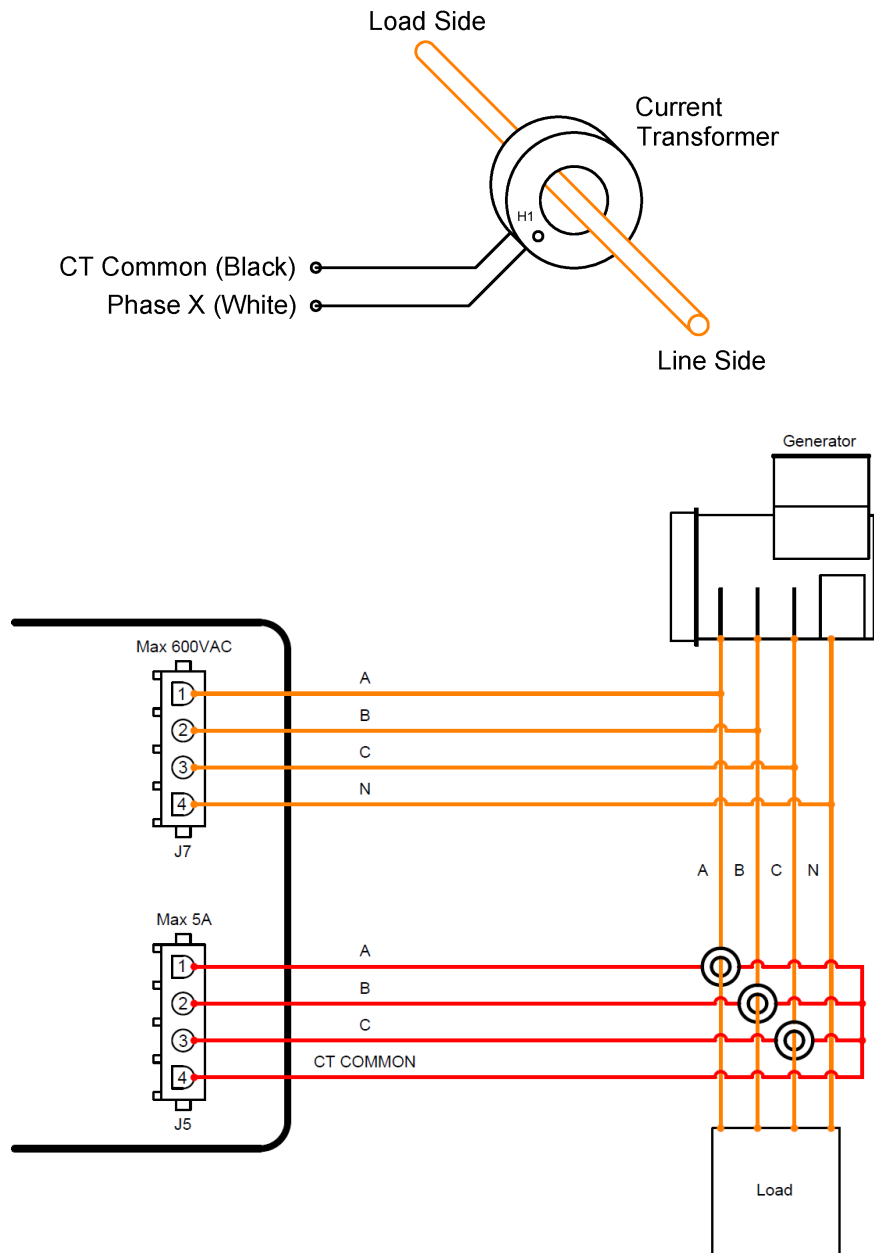 Load Side
Current
Transformer
H1
CT Common (Black)
Phase X (White)
Line Side
Generator
Max 600VAC
A
1
B
2
C
3
N
4
J7
A B C N
Max 5A
A
1
B
2
C
3
CT COMMON
4
J5
Load